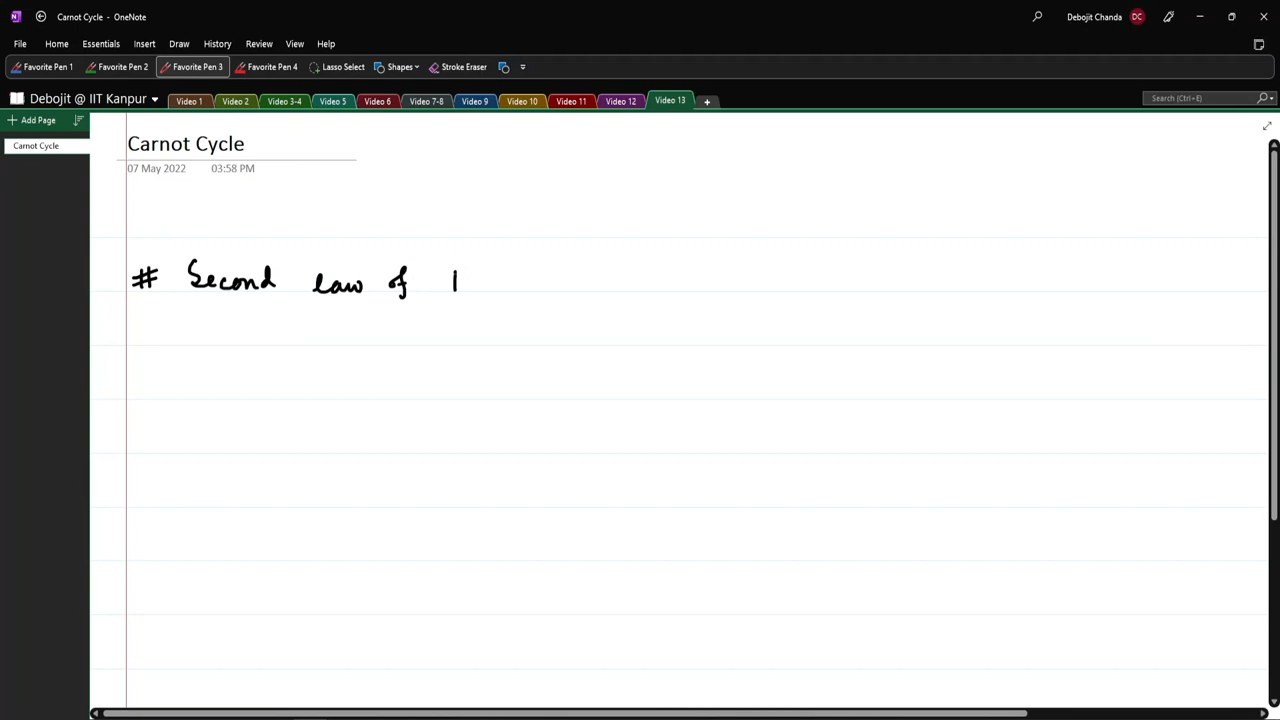 Carnot Cycle - OneNote
Debojit Chanda DC
File Home Essentials Insert Draw History Review View Help
Favorite Pen 1 Favorite Pen 2 Favorite Pen 3 Favorite Pen 4 Lasso Select Shapes Stroke Eraser
Debojit @ IIT Kanpur Video 1 Video 2 Video 3-4 Video 5 Video 6 Video 7-8 Video 9 Video 10 Video 11 Video 12 Video 13 + Search (Ctrl+E)
+ Add Page
Carnot Cycle
Carnot Cycle
07 May 2022 03:58 PM
# Second law of